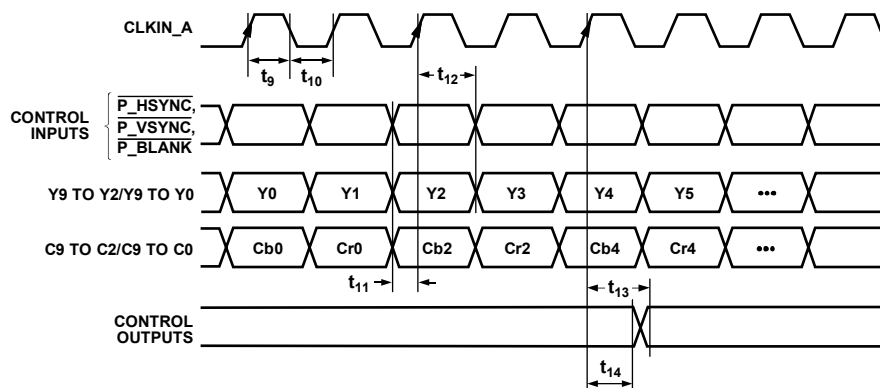 CLKIN_A
t9
t10
t12
CONTROL
INPUTS
P_HSYNC,
P_VSYNC,
P_BLANK
Y9 TO Y2/Y9 TO Y0
Y0
Y1
Y2
Y3
Y4
Y5
•••
C9 TO C2/C9 TO C0
Cb0
Cr0
Cb2
Cr2
Cb4
Cr4
•••
t11
t13
CONTROL
OUTPUTS
t14